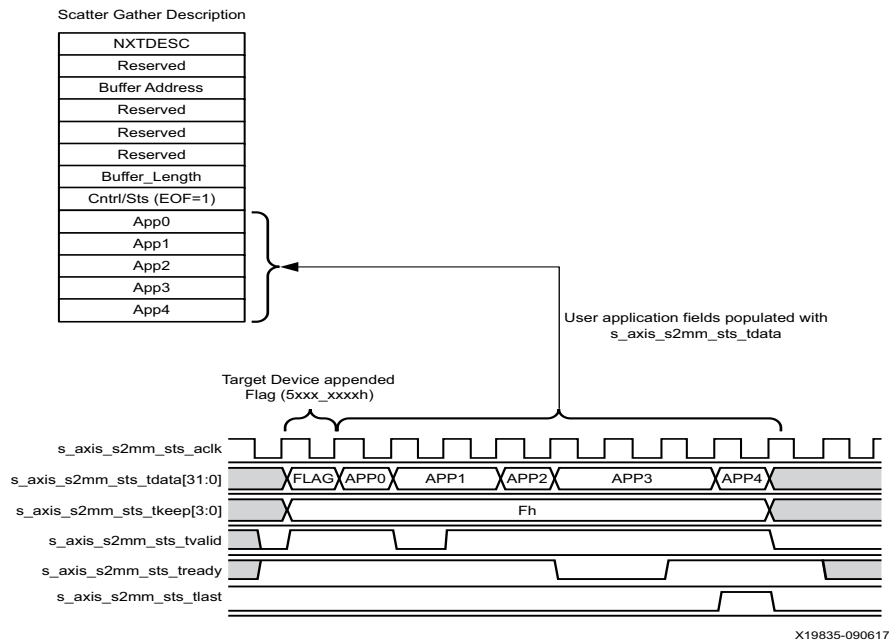 Scatter Gather Description
NXTDESC
Reserved
Buffer Address
Reserved
Reserved
Reserved
Buffer_Length
Cntrl/Sts (EOF=1)
App0
App1
App2
App3
App4
User application fields populated with
s_axis_s2mm_sts_tdata
Target Device appended
Flag (5xxx_xxxxh)
s_axis_s2mm_sts_aclk
s_axis_s2mm_sts_tdata[31:0] FLAG APP0 APP1 APP2 APP3 APP4
s_axis_s2mm_sts_tkeep[3:0] Fh
s_axis_s2mm_sts_tvalid
s_axis_s2mm_sts_tready
s_axis_s2mm_sts_tlast
X19835-090617